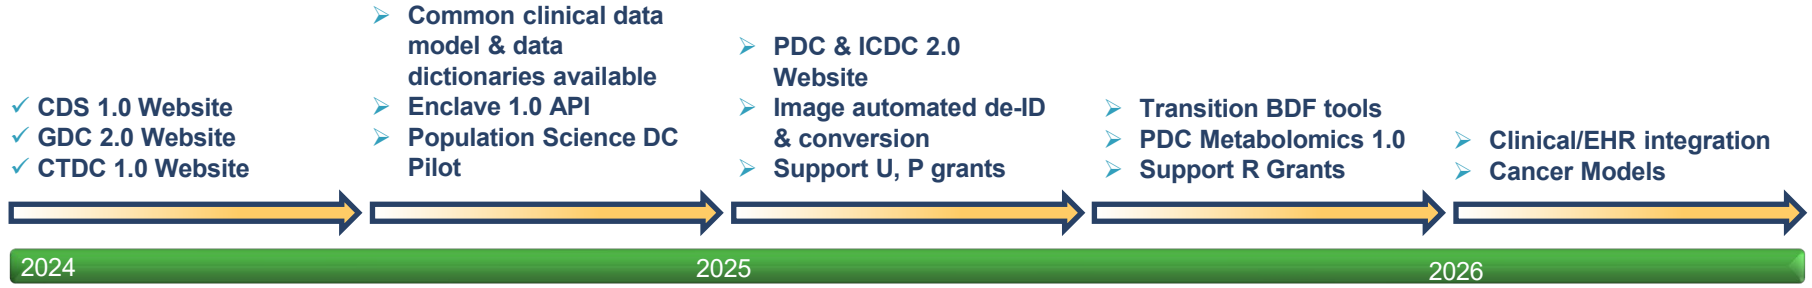 ✓ CDS 1.0 Website
✓ GDC 2.0 Website
✓ CTDC 1.0 Website
➢ Common clinical data
model & data
dictionaries available
➢ Enclave 1.0 API
➢ Population Science DC
Pilot
➢ PDC & ICDC 2.0
Website
➢ Image automated de-ID
& conversion
➢ Support U, P grants
➢ Transition BDF tools
➢ PDC Metabolomics 1.0
➢ Support R Grants
➢ Clinical/EHR integration
➢ Cancer Models
2024
2025
2026